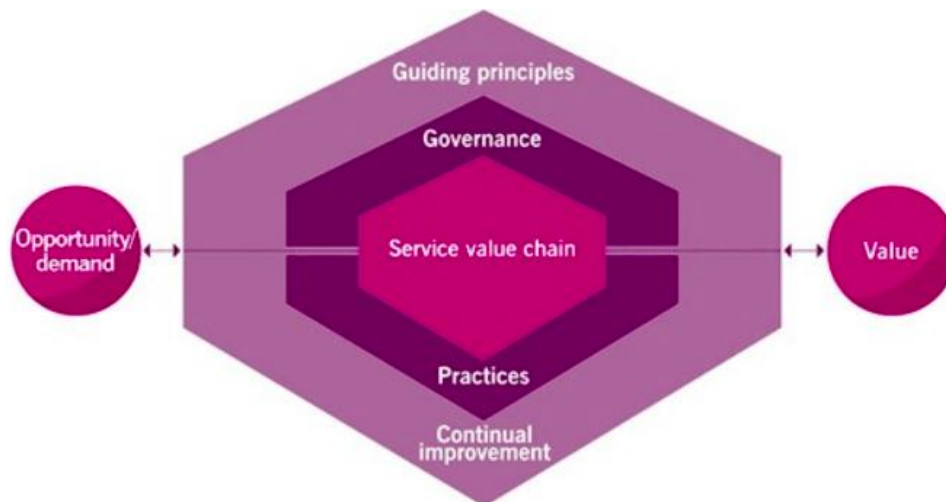 Guiding principles
Governance
Opportunity/
demand
Service value chain
Value
Practices
Continual
improvement